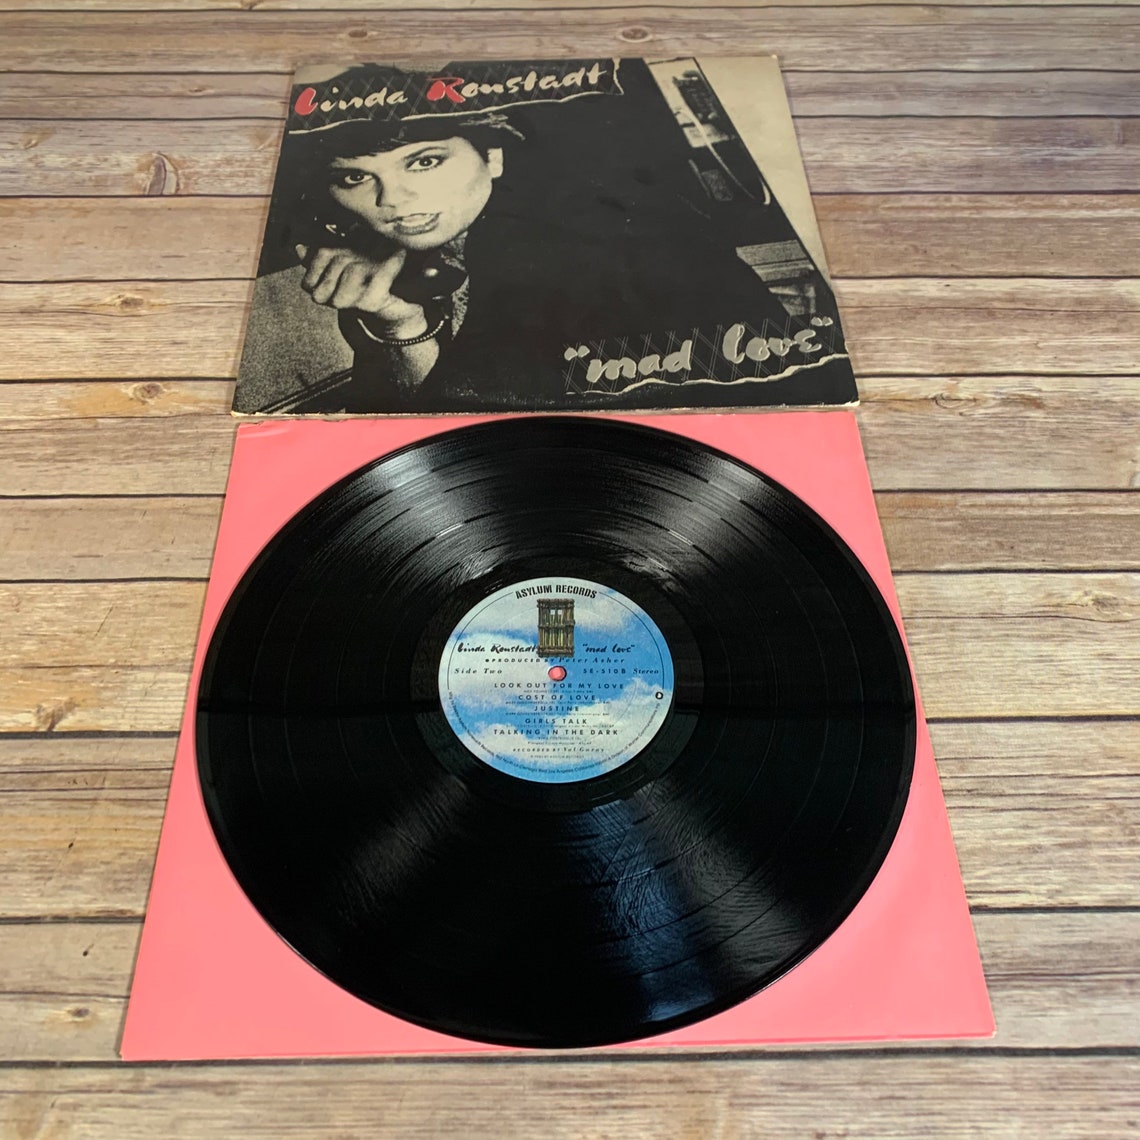 Linda Ronstadt
"mad love"
ASYLUM RECORDS
Linda Ronstadt "mad love"
PRODUCED BY Peter Asher
Side Two 5E-510B Stereo
LOOK OUT FOR MY LOVE
COST OF LOVE
JUSTINE
GIRLS TALK
TALKING IN THE DARK
RECORDED BY Val Garay